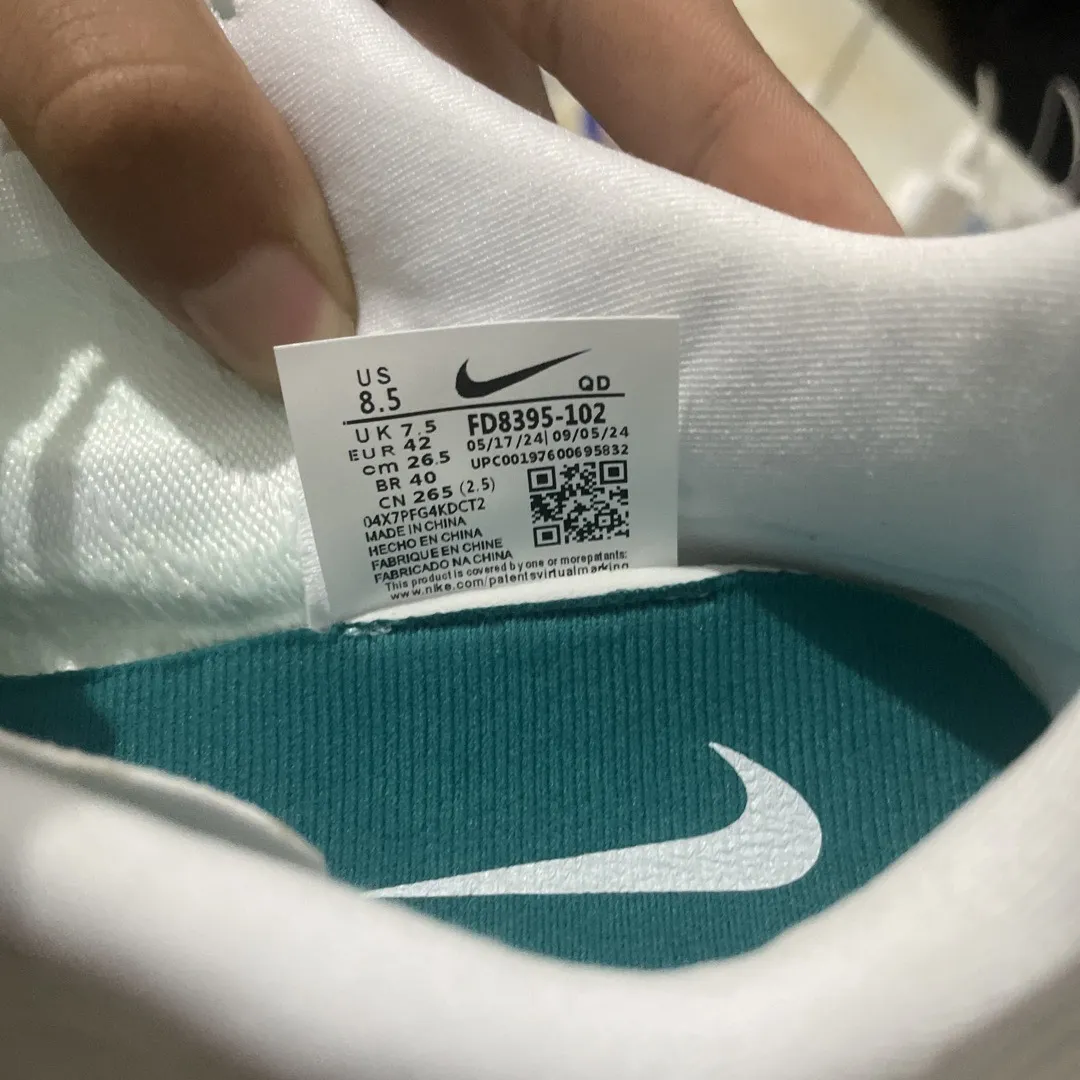 US
8.5
QD
UK 7.5
EUR 42
cm 26.5
BR 40
CN 265 (2.5)
04X7PFG4KDCT2
MADE IN CHINA
HECHO EN CHINA
FABRIQUE EN CHINE
FABRICADO NA CHINA
FD8395-102
05/17/24| 09/05/24
UPC00197600695832
This product is covered by one or morepatants:
www.nike.com/patentsvirtualmarking